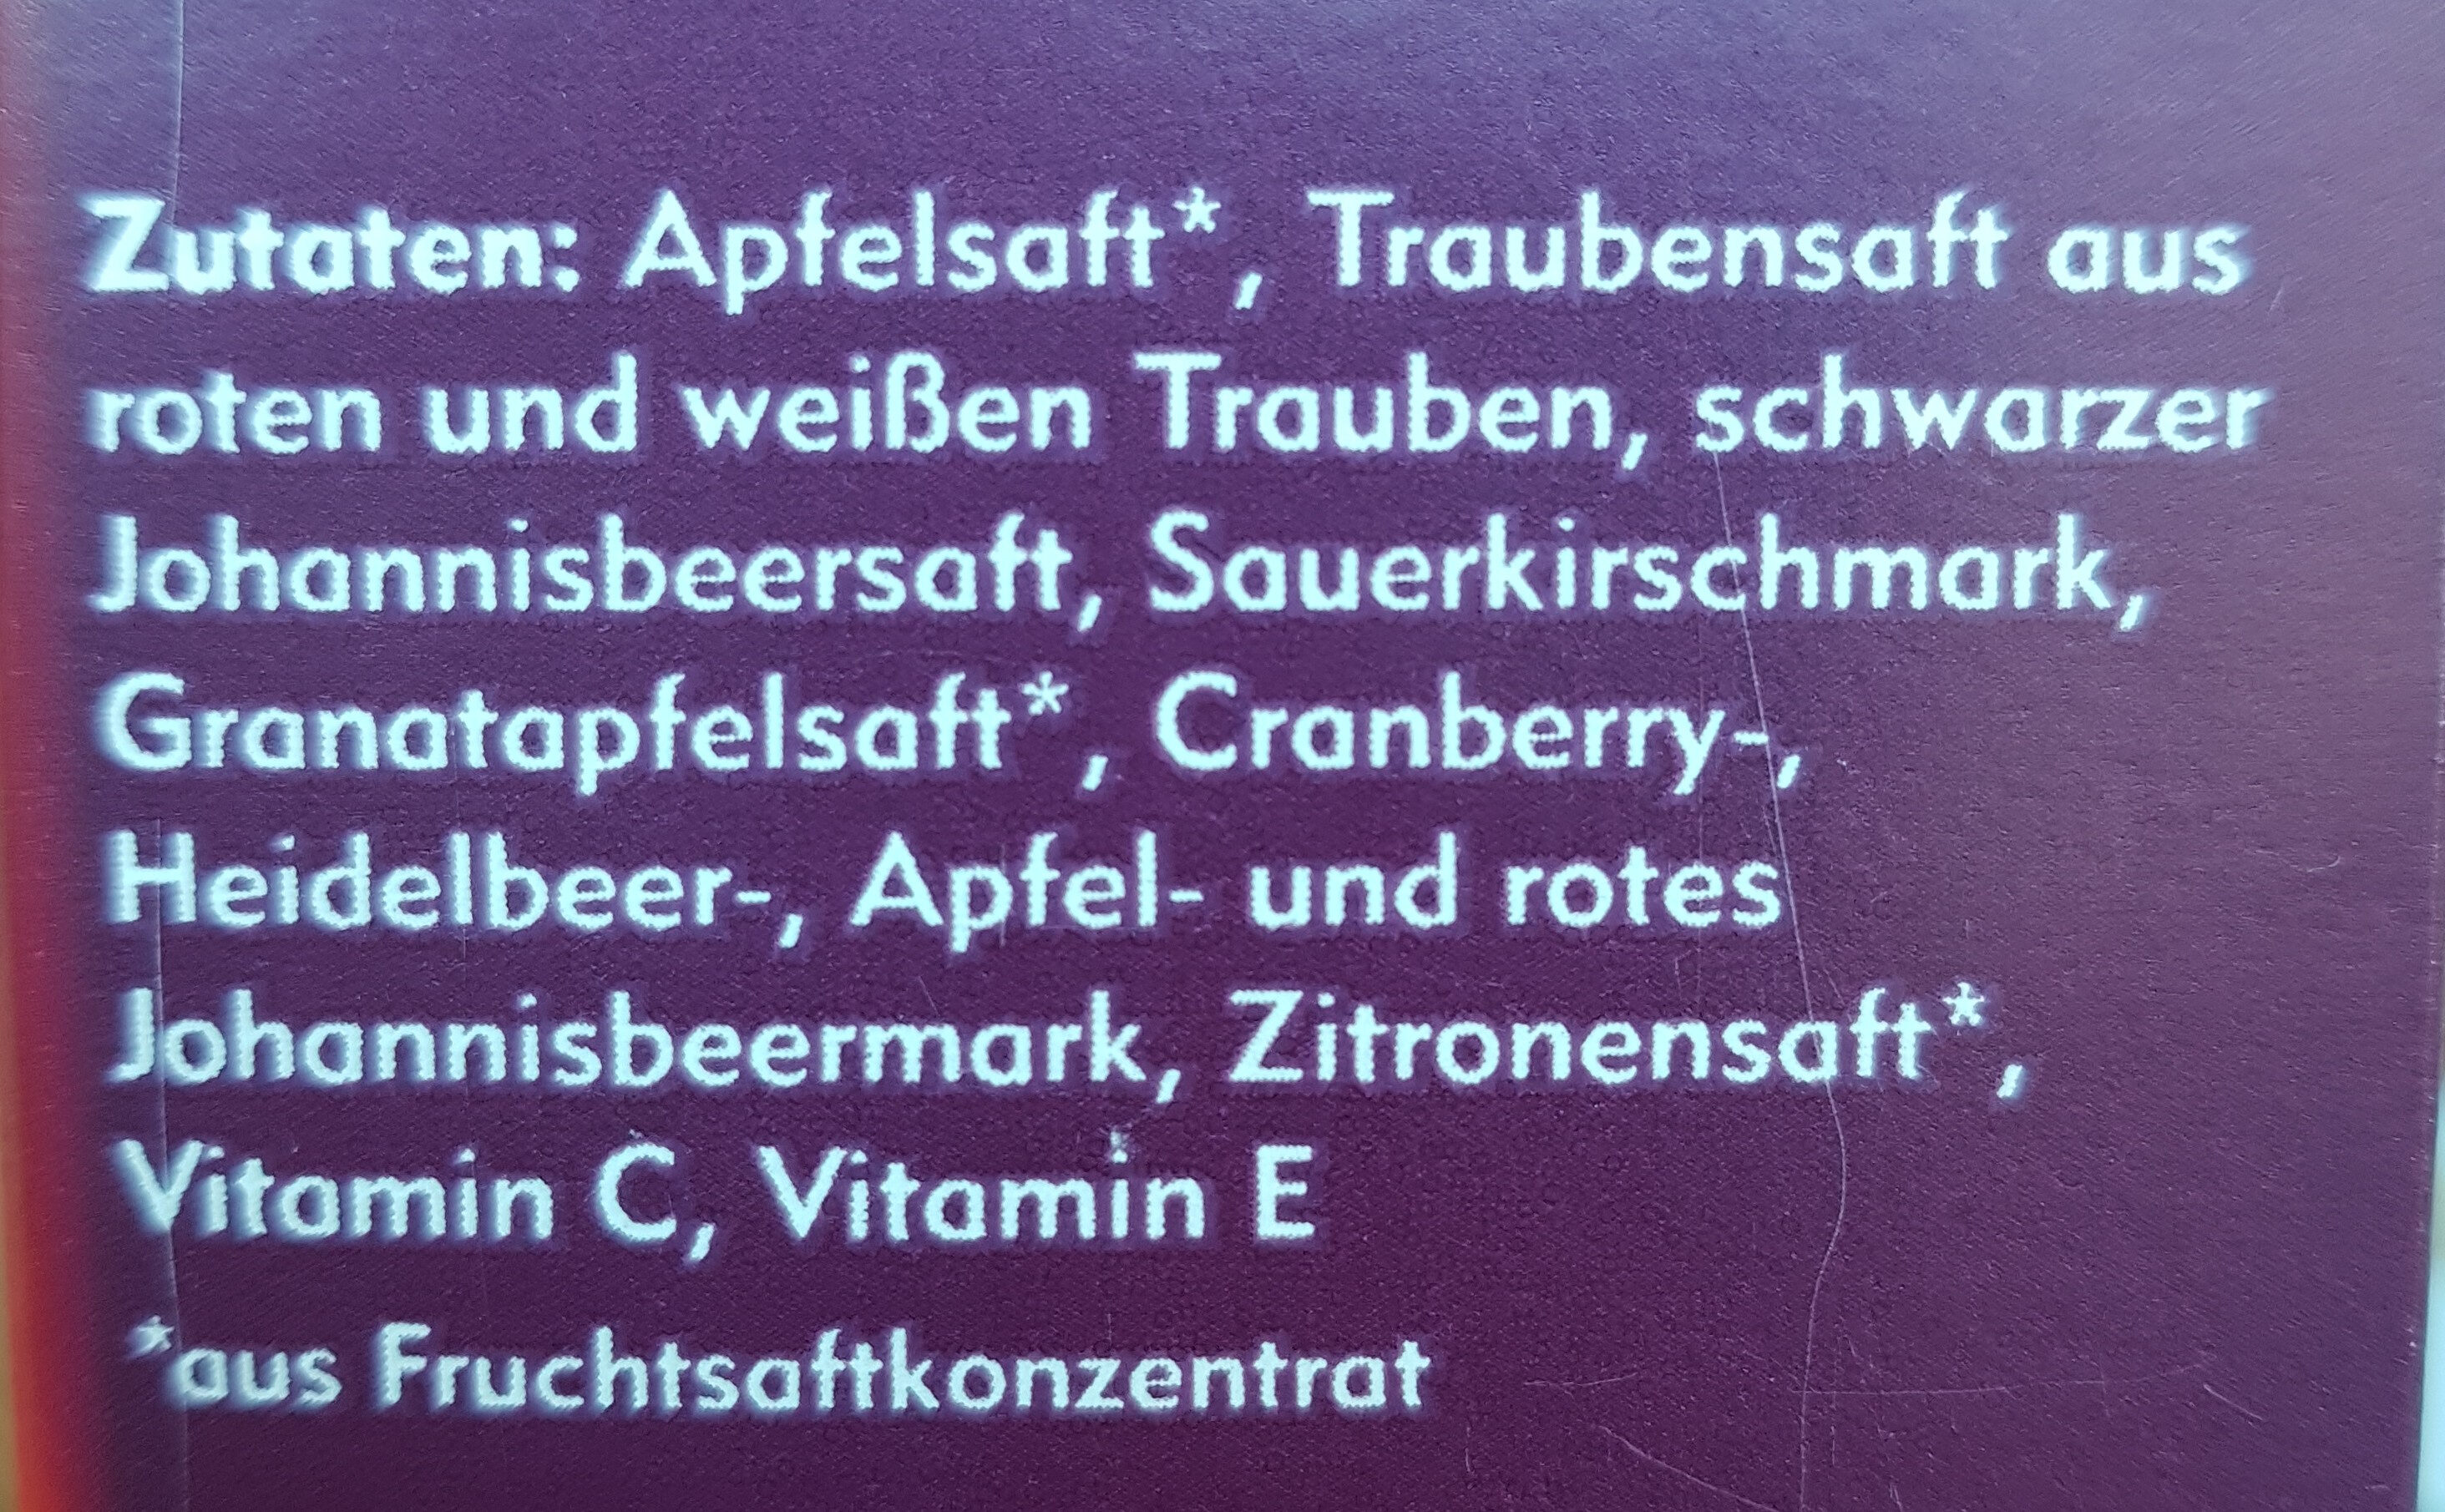 Zutaten: Apfelsaft*, Traubensaft aus
roten und weißen Trauben, schwarzer
Johannisbeersaft, Sauerkirschmark,
Granatapfelsaft*, Cranberry-,
Heidelbeer-, Apfel- und rotes
Johannisbeermark, Zitronensaft*,
Vitamin C, Vitamin E
*aus Fruchtsaftkonzentrat